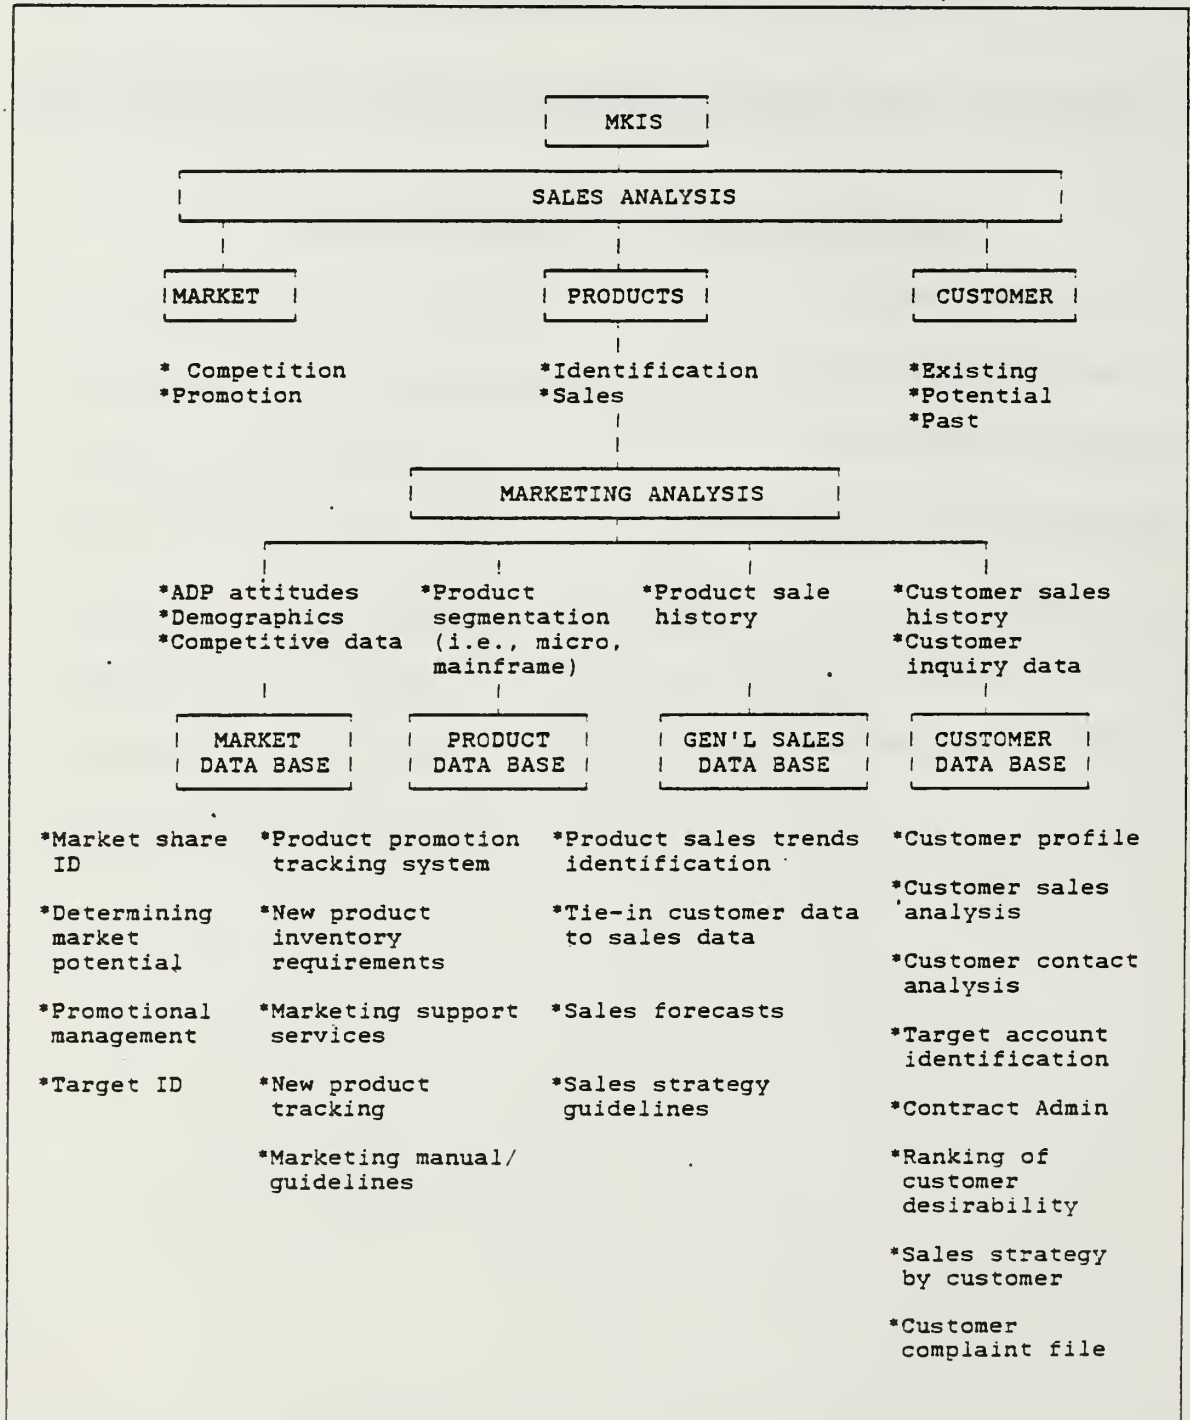 MKIS
SALES ANALYSIS
MARKET
PRODUCTS
CUSTOMER
* Competition
*Promotion
*Identification
*Sales
*Existing
*Potential
*Past
MARKETING ANALYSIS
*ADP attitudes
*Demographics
*Competitive data
*Product
segmentation
(i.e., micro,
mainframe)
*Product sale
history
*Customer sales
history
*Customer
inquiry data
MARKET
DATA BASE
PRODUCT
DATA BASE
GEN'L SALES
DATA BASE
CUSTOMER
DATA BASE
*Market share
ID
*Determining
market
potential
*Promotional
management
*Target ID
*Product promotion
tracking system
*New product
inventory
requirements
*Marketing support
services
*New product
tracking
*Marketing manual/
guidelines
*Product sales trends
identification
*Tie-in customer data
to sales data
*Sales forecasts
*Sales strategy
guidelines
*Customer profile
*Customer sales
analysis
*Customer contact
analysis
*Target account
identification
*Contract Admin
*Ranking of
customer
desirability
*Sales strategy
by customer
*Customer
complaint file